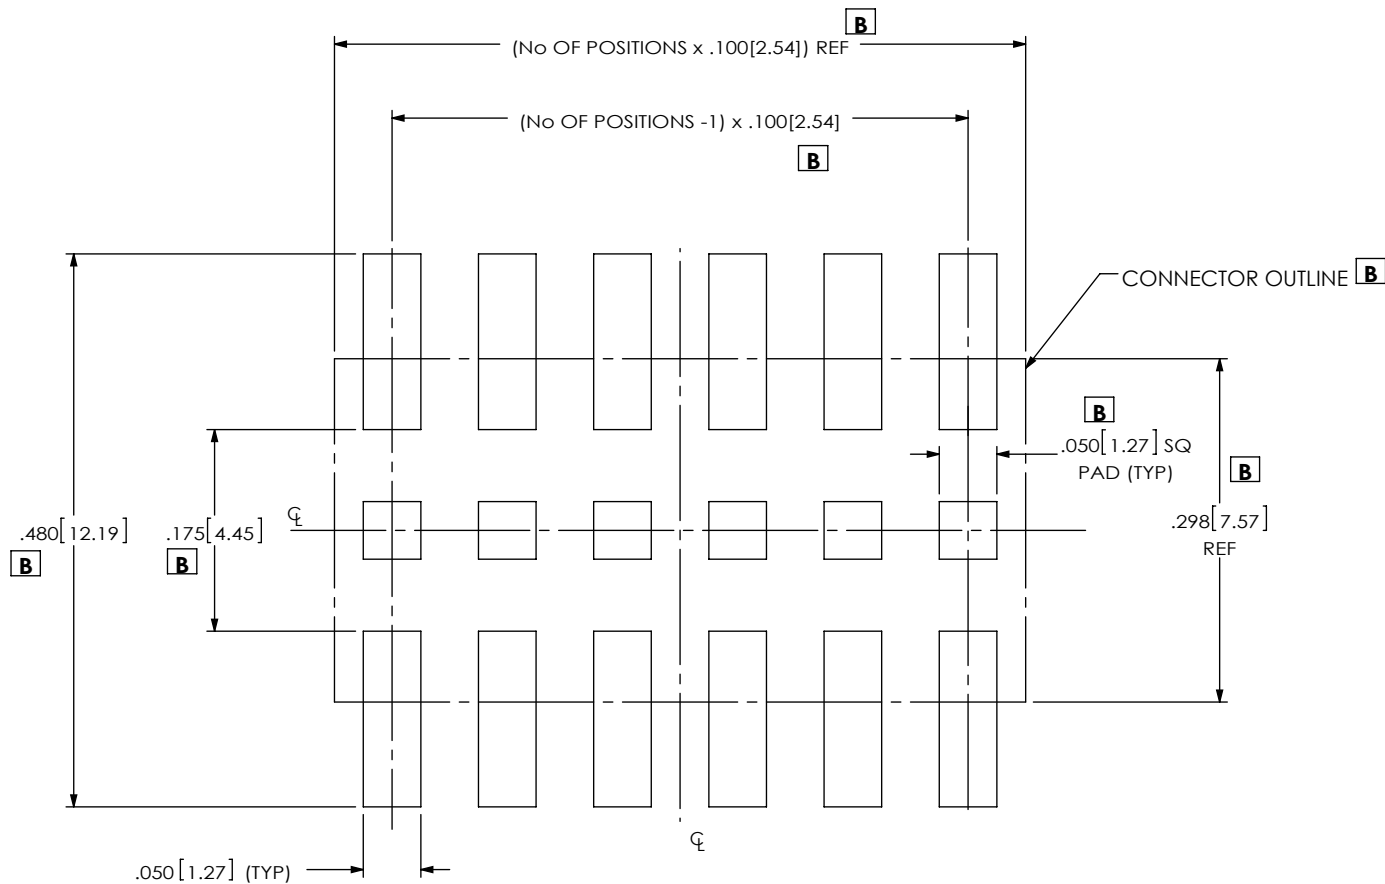 B
(No OF POSITIONS x .100[2.54]) REF
(No OF POSITIONS -1) x .100[2.54]
B
CONNECTOR OUTLINE B
B
.050[1.27] SQ
PAD (TYP)
B
.480[12.19]
B
.175[4.45]
B
℄
.298[7.57]
REF
℄
.050[1.27] (TYP)